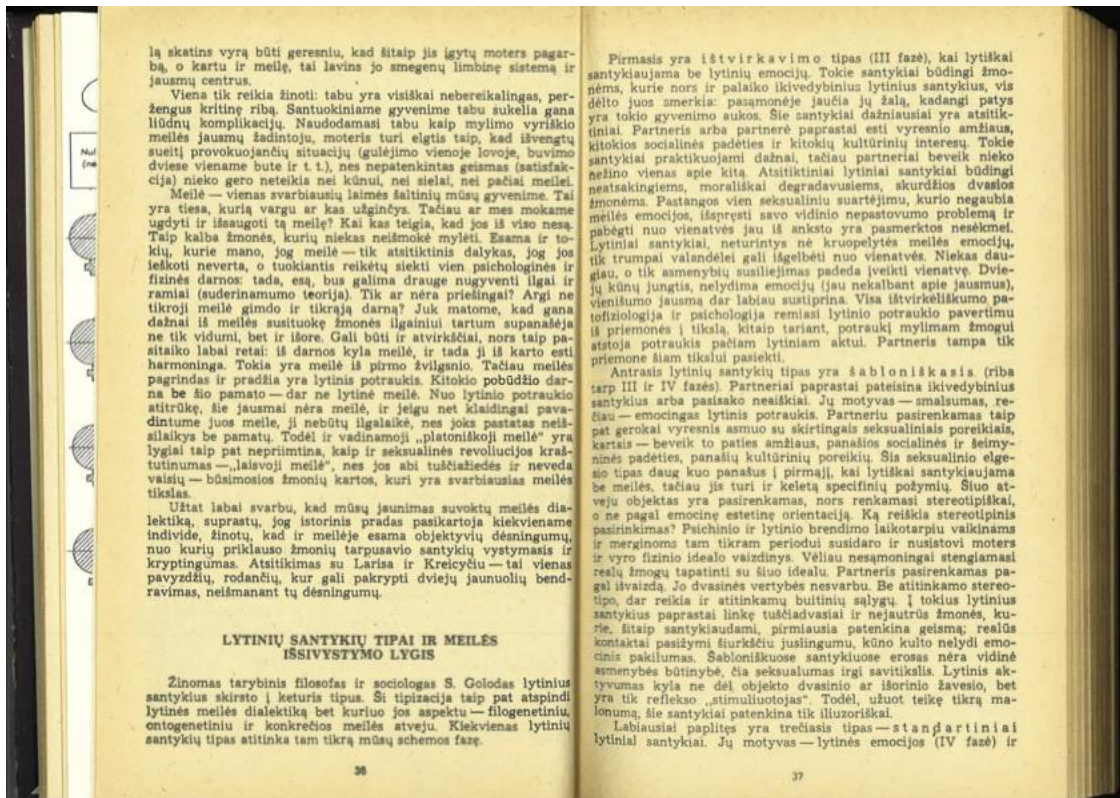 lą skatins vyrą būti geresniu, kad šitaip jis įgytų moters pagar-
bą, o kartu ir meilę, tai lavins jo smegenų limbinę sistemą ir
jausmų centrus.
Viena tik reikia žinoti: tabu yra visiškai nebereikalingas, per-
žengus kritinę ribą. Santuokiniame gyvenime tabu sukelia gana
liūdnų komplikacijų. Naudodamasi tabu kaip mylimo vyriško
meilės jausmų žadintoju, moteris turi elgtis taip, kad išvengtų
sueitį provokuojančių situacijų (gulėjimo vienoje lovoje, buvimo
dviese viename bute ir t. t.), nes nepatenkintas geismas (satisfak-
cija) nieko gero neteikia nei kūnui, nei sielai, nei pačiai meilei.
Meilė — vienas svarbiausių laimės šaltinių mūsų gyvenime. Tai
yra tiesa, kurią vargu ar kas užginčys. Tačiau ar mes mokame
ugdyti ir išsaugoti tą meilę? Kai kas teigia, kad jos iš viso nesą.
Taip kalba žmonės, kurių niekas neišmokė mylėti. Esama ir to-
kių, kurie mano, jog meilė — tik atsitiktinis dalykas, jog jos
ieškoti neverta, o tuokiantis reikėtų siekti vien psichologinės ir
fizinės darnos: tada, esą, bus galima drauge nugyventi ilgai ir
ramiai (suderinamumo teorija). Tik ar nėra priešingai? Argi ne
tikroji meilė gimdo ir tikrąją darną? Juk matome, kad gana
dažnai iš meilės susituokę žmonės ilgainiui tartum supanašėja
ne tik vidumi, bet ir išore. Gali būti ir atvirkščiai, nors taip pa-
sitaiko labai retai: iš darnos kyla meilė, ir tada ji iš karto esti
harmoninga. Tokia yra meilė iš pirmo žvilgsnio. Tačiau meilės
pagrindas ir pradžia yra lytinis potraukis. Kitokio pobūdžio dar-
na be šio pamato — dar ne lytinė meilė. Nuo lytinio potraukio
atitrūkę, šie jausmai nėra meilė, ir jeigu net klaidingai pava-
dintume juos meile, ji nebūtų ilgalaikė, nes joks pastatas neiš-
silaikys be pamatų. Todėl ir vadinamoji „platoniškoji meilė" yra
lygiai taip pat nepriimtina, kaip ir seksualinės revoliucijos kraš-
tutinumas — „laisvoji meilė", nes jos abi tuščiažiedės ir neveda
vaisių — būsimosios žmonių kartos, kuri yra svarbiausias meilės
tikslas.
Užtat labai svarbu, kad mūsų jaunimas suvoktų meilės dia-
lektiką, suprastų, jog istorinis pradas pasikartoja kiekviename
individe, žinotų, kad ir meilėje esama objektyvių dėsningumų,
nuo kurių priklauso žmonių tarpusavio santykių vystymasis ir
kryptingumas. Atsitikimas su Larisa ir Kreicyčiu — tai vienas
pavyzdžių, rodančių, kur gali pakrypti dviejų jaunuolių bend-
ravimas, neišmanant tų dėsningumų.
LYTINIŲ SANTYKIŲ TIPAI IR MEILĖS
IŠSIVYSTYMO LYGIS
Žinomas tarybinis filosofas ir sociologas S. Golodas lytinius
santykius skirsto į keturis tipus. Ši tipizacija taip pat atspindi
lytinės meilės dialektiką bet kuriuo jos aspektu — filogenetiniu,
ontogenetiniu ir konkrečios meilės atveju. Kiekvienas lytinių
santykių tipas atitinka tam tikrą mūsų schemos fazę.
36
Pirmasis yra ištvirkavimo tipas (III fazė), kai lytiškai
santykiaujama be lytinių emocijų. Tokie santykiai būdingi žmo-
nėms, kurie nors ir palaiko ikivedybinius lytinius santykius, vis
dėlto juos smerkia: pasąmonėje jaučia jų žalą, kadangi patys
yra tokio gyvenimo aukos. Šie santykiai dažniausiai yra atsitik-
tiniai. Partneris arba partnerė paprastai esti vyresnio amžiaus,
kitokios socialinės padėties ir kitokių kultūrinių interesų. Tokie
santykiai praktikuojami dažnai, tačiau partneriai beveik nieko
nežino vienas apie kitą. Atsitiktiniai lytiniai santykiai būdingi
neatsakingiems, morališkai degradavusiems, skurdžios dvasios
žmonėms. Pastangos vien seksualiniu suartėjimu, kurio negaubia
meilės emocijos, išspręsti savo vidinio nepastovumo problemą ir
pabėgti nuo vienatvės jau iš anksto yra pasmerktos nesėkmei.
Lytiniai santykiai, neturintys nė kruopelytės meilės emocijų,
tik trumpai valandėlei gali išgelbėti nuo vienatvės. Niekas dau-
giau, o tik asmenybių susiliejimas padeda įveikti vienatvę. Dvie-
jų kūnų jungtis, nelydima emocijų (jau nekalbant apie jausmus),
vienišumo jausmą dar labiau sustiprina. Visa ištvirkėliškumo pa-
tofiziologija ir psichologija remiasi lytinio potraukio pavertimu
iš priemonės į tikslą, kitaip tariant, potraukį mylimam žmogui
atstoja potraukis pačiam lytiniam aktui. Partneris tampa tik
priemone šiam tikslui pasiekti.
Antrasis lytinių santykių tipas yra šabloniškasis (riba
tarp III ir IV fazės). Partneriai paprastai pateisina ikivedybinius
santykius arba pasisako neaiškiai. Jų motyvas — smalsumas, re-
čiau — emocingas lytinis potraukis. Partneriu pasirenkamas taip
pat gerokai vyresnis asmuo su skirtingais seksualiniais poreikiais,
kartais — beveik to paties amžiaus, panašios socialinės ir šeimy-
ninės padėties, panašių kultūrinių poreikių. Šis seksualinio elge-
sio tipas daug kuo panašus į pirmąjį, kai lytiškai santykiaujama
be meilės, tačiau jis turi ir keletą specifinių požymių. Šiuo at-
veju objektas yra pasirenkamas, nors renkamasi stereotipiškai,
o ne pagal emocinę estetinę orientaciją. Ką reiškia stereotipinis
pasirinkimas? Psichinio ir lytinio brendimo laikotarpiu vaikinams
ir merginoms tam tikram periodui susidaro ir nusistovi moters
ir vyro fizinio idealo vaizdinys. Vėliau nesąmoningai stengiamasi
realų žmogų tapatinti su šiuo idealu. Partneris pasirenkamas pa-
gal išvaizdą. Jo dvasinės vertybės nesvarbu. Be atitinkamo stereo-
tipo, dar reikia ir atitinkamų buitinių sąlygų. Į tokius lytinius
santykius paprastai linkę tuščiadvasiai ir nejautrūs žmonės, ku-
rie, šitaip santykiaudami, pirmiausia patenkina geismą; realūs
kontaktai pasižymi šiurkščiu juslingumu, kūno kulto nelydi emo-
cinis pakilumas. Šabloniškuose santykiuose erosas nėra vidinė
asmenybės būtinybė, čia seksualumas irgi savitikslis. Lytinis ak-
tyvumas kyla ne dėl objekto dvasinio ar išorinio žavesio, bet
yra tik reflekso „stimuliuotojas". Todėl, užuot teikę tikrą ma-
lonumą, šie santykiai patenkina tik iliuzoriškai.
Labiausiai paplitęs yra trečiasis tipas — standartiniai
lytiniai santykiai. Jų motyvas — lytinės emocijos (IV fazė) ir
37